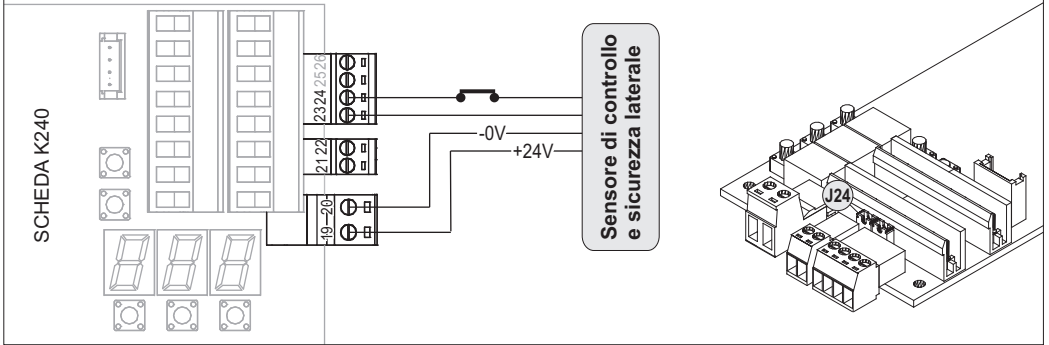 SCHEDA K240
23 24 25 26
21 22
19 20
-0V
+24V
Sensore di controllo
e sicurezza laterale
J24